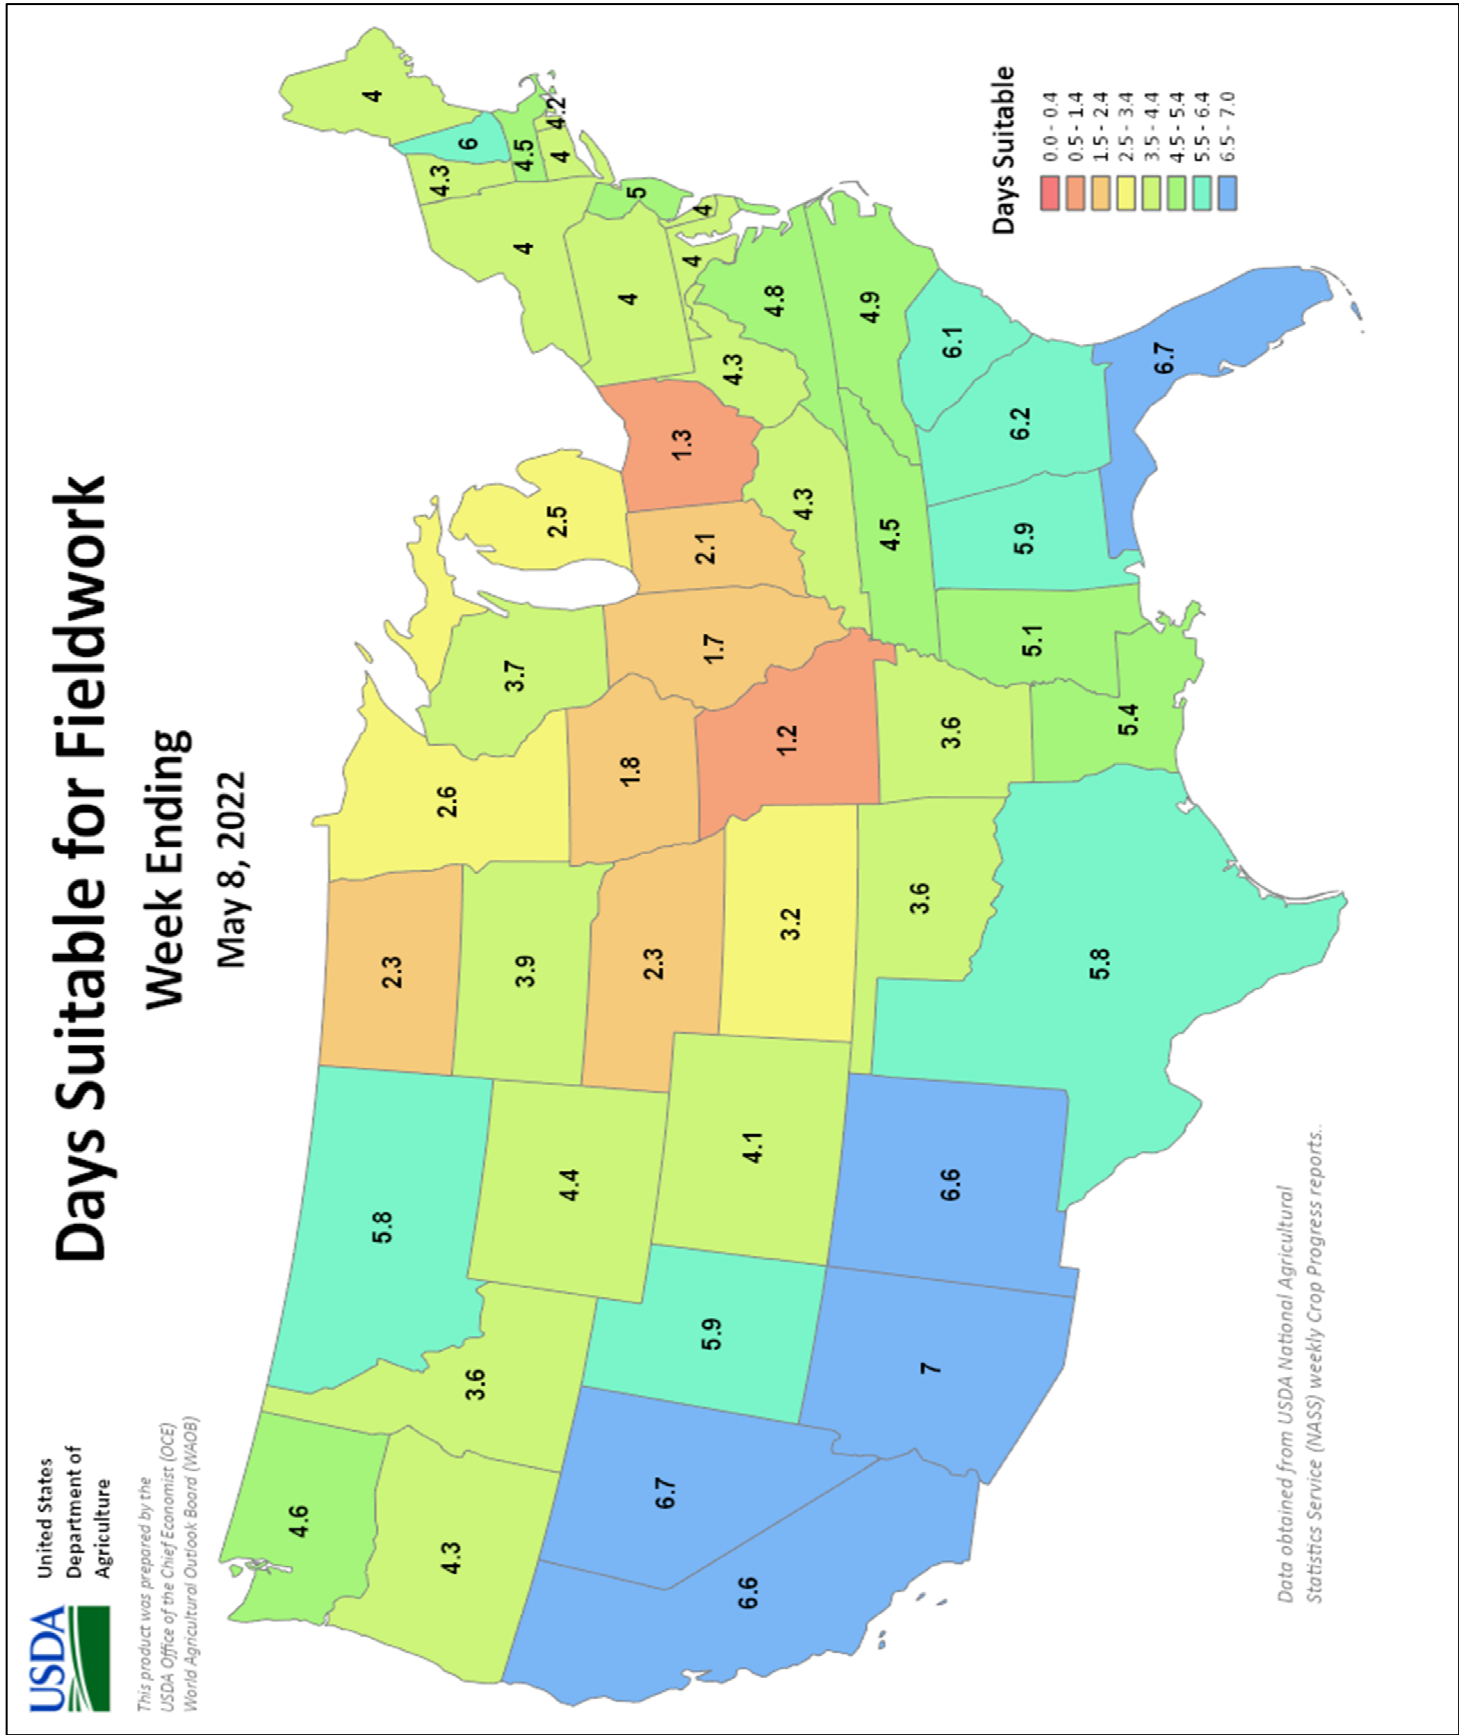 USDA
United States
Department of
Agriculture
This product was prepared by the
USDA Office of the Chief Economist (OCE)
World Agricultural Outlook Board (WAOB)
Days Suitable for Fieldwork
Week Ending
May 8, 2022
4.6
4.3
3.6
5.8
6.7
6.6
5.9
7
4.4
4.1
6.6
2.3
3.9
2.3
3.2
3.6
5.8
2.6
1.8
1.2
3.6
5.4
3.7
1.7
5.1
2.5
2.1
1.3
4.3
4.5
5.9
6.2
6.7
6.1
4.9
4.8
4.3
4
4
4
5
4
4.3
6
4
4.5
4
4.2
Days Suitable
0.0 - 0.4
0.5 - 1.4
1.5 - 2.4
2.5 - 3.4
3.5 - 4.4
4.5 - 5.4
5.5 - 6.4
6.5 - 7.0
Data obtained from USDA National Agricultural
Statistics Service (NASS) weekly Crop Progress reports..